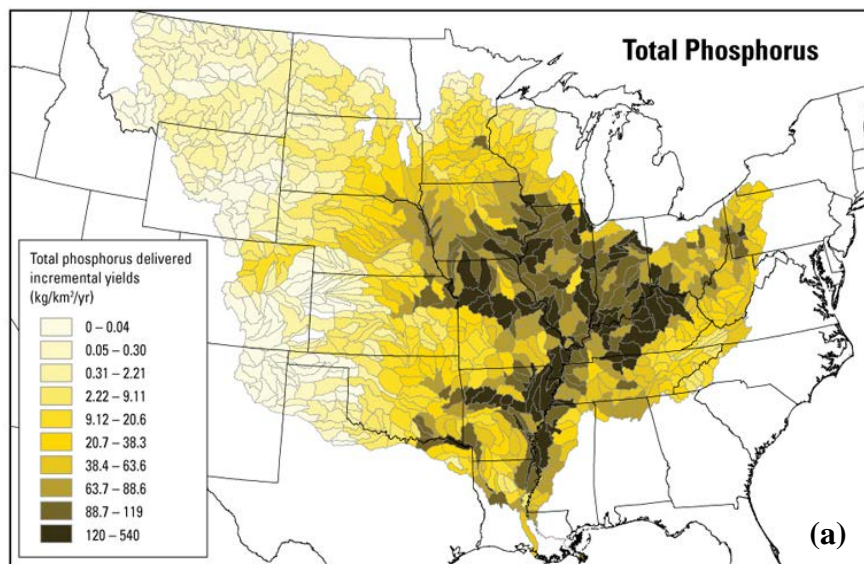 Total Phosphorus
Total phosphorus delivered
incremental yields
(kg/km²/yr)
0 – 0.04
0.05 – 0.30
0.31 – 2.21
2.22 – 9.11
9.12 – 20.6
20.7 – 38.3
38.4 – 63.6
63.7 – 88.6
88.7 – 119
120 – 540
(a)